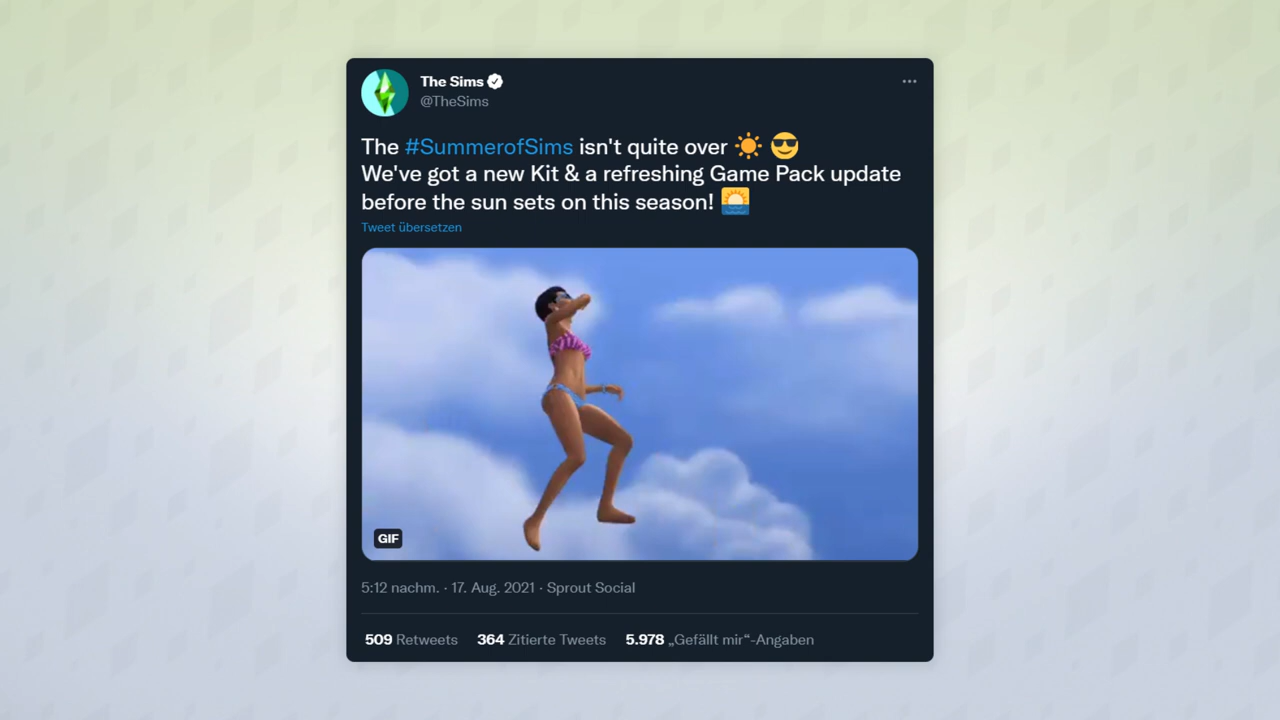 The Sims
@TheSims
The #SummerofSims isn't quite over ☀️ 😎
We've got a new Kit & a refreshing Game Pack update
before the sun sets on this season! 🌅
Tweet übersetzen
GIF
5:12 nachm. · 17. Aug. 2021 · Sprout Social
509 Retweets 364 Zitierte Tweets 5.978 „Gefällt mir“-Angaben